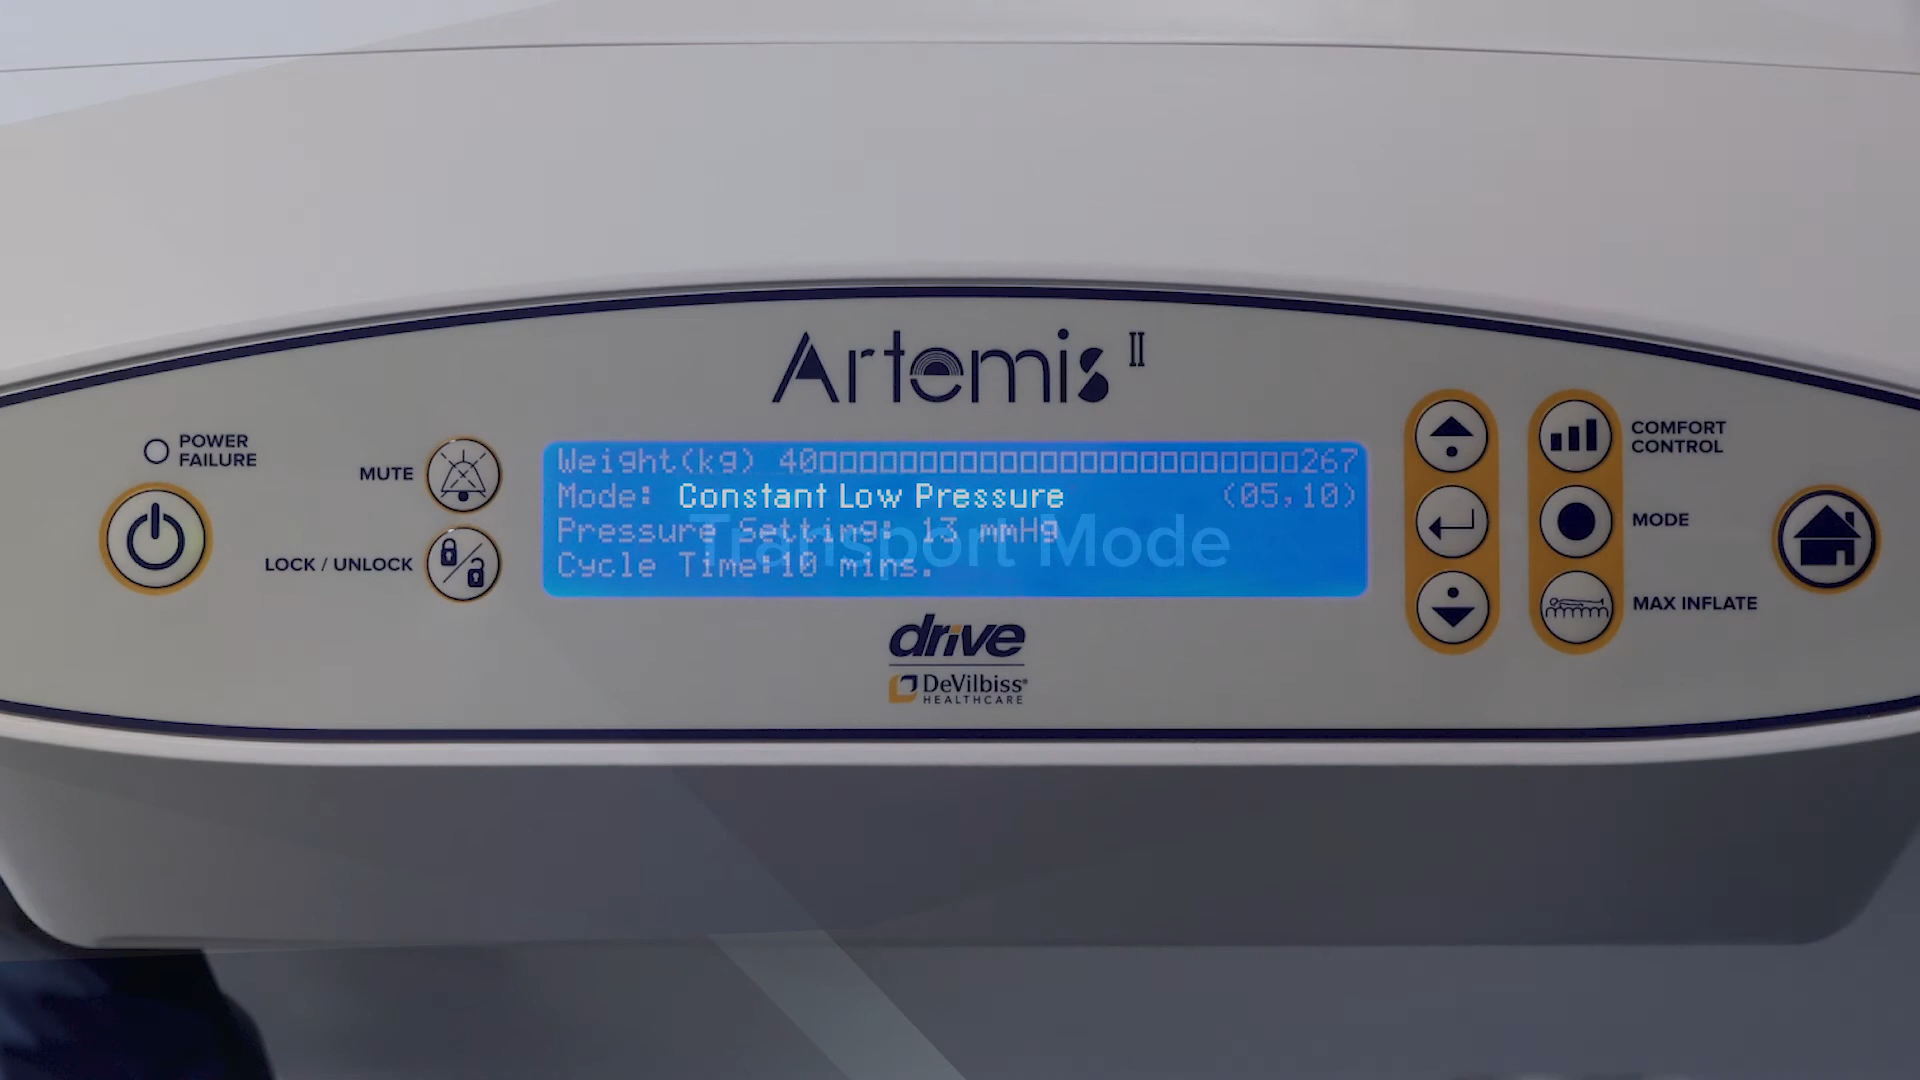 Artemis II
POWER
FAILURE
MUTE
LOCK / UNLOCK
Weight(kg) 40▯▯▯▯▯▯▯▯▯▯▯▯▯▯▯▯▯▯▯▯▯▯▯▯267
Mode: Constant Low Pressure (05,10)
Pressure Setting: 13 mmHg
Cycle Time:10 mins.
Transport Mode
COMFORT
CONTROL
MODE
MAX INFLATE
drive
DeVilbiss®
HEALTHCARE